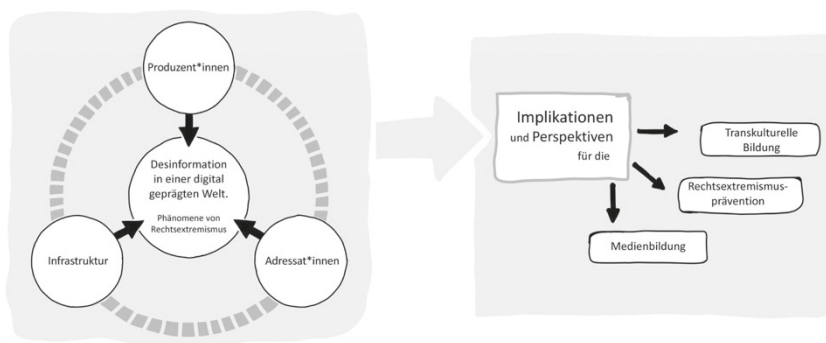 Produzent*innen
Desinformation
in einer digital
geprägten Welt.
Phänomene von
Rechtsextremismus
Infrastruktur
Adressat*innen
Implikationen
und Perspektiven
für die
Transkulturelle
Bildung
Rechtsextremismus-
prävention
Medienbildung